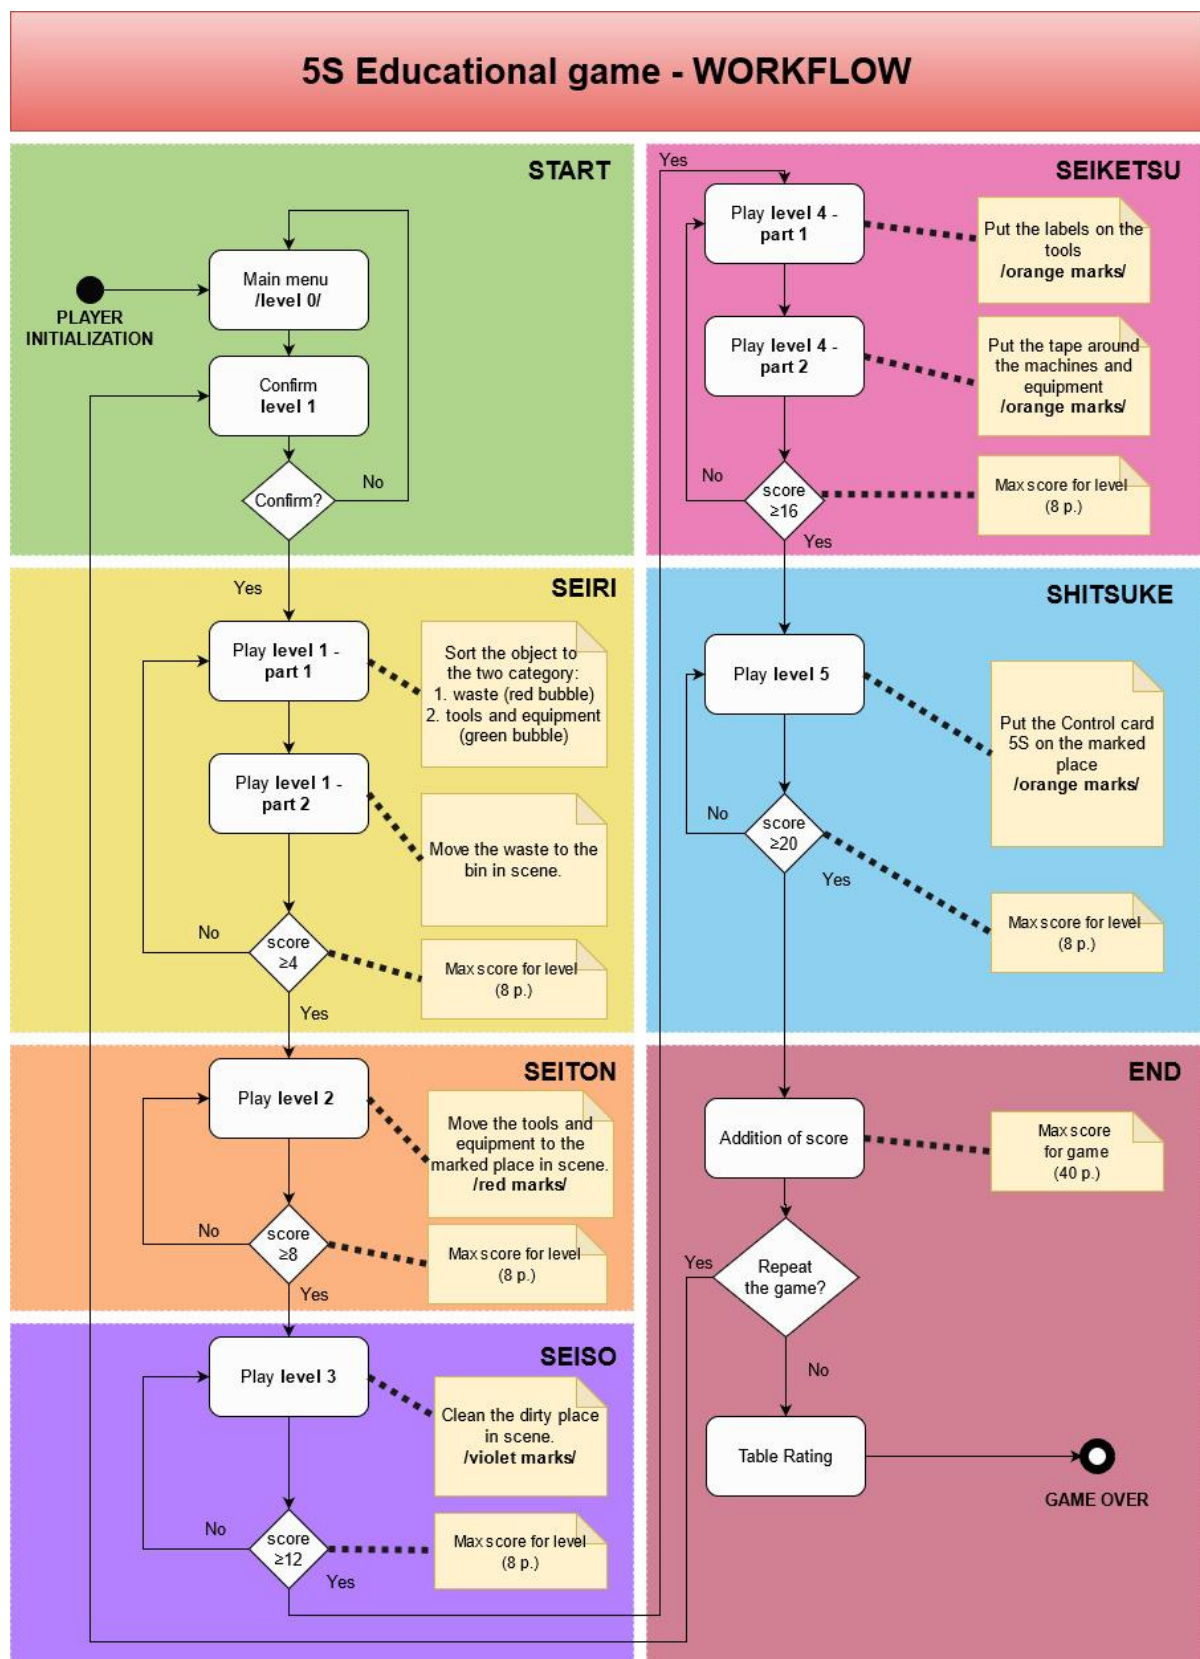 5S Educational game - WORKFLOW
START
Main menu
/level 0/
PLAYER
INITIALIZATION
Confirm
level 1
Confirm?
No
Yes
SEIRI
Play level 1 -
part 1
Sort the object to
the two category:
1. waste (red bubble)
2. tools and equipment
(green bubble)
Play level 1 -
part 2
Move the waste to the
bin in scene.
No
score
≥4
Max score for level
(8 p.)
Yes
SEITON
Play level 2
Move the tools and
equipment to the
marked place in scene.
/red marks/
No
score
≥8
Max score for level
(8 p.)
Yes
SEISO
Play level 3
Clean the dirty place
in scene.
/violet marks/
No
score
≥12
Max score for level
(8 p.)
Yes
Yes
SEIKETSU
Play level 4 -
part 1
Put the labels on the
tools
/orange marks/
Play level 4 -
part 2
Put the tape around
the machines and
equipment
/orange marks/
No
score
≥16
Max score for level
(8 p.)
Yes
SHITSUKE
Play level 5
Put the Control card
5S on the marked
place
/orange marks/
No
score
≥20
Yes
Max score for level
(8 p.)
END
Addition of score
Max score
for game
(40 p.)
Yes
Repeat
the game?
No
Table Rating
GAME OVER